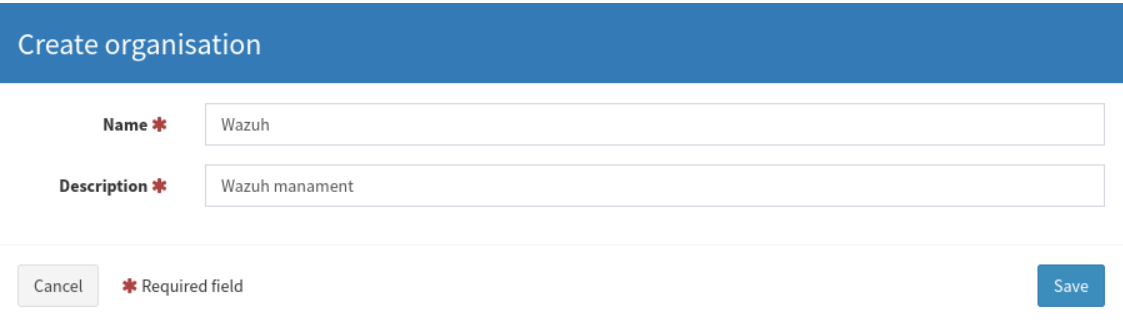 Create organisation
Name ✱ Wazuh
Description ✱ Wazuh manament
Cancel ✱ Required field Save